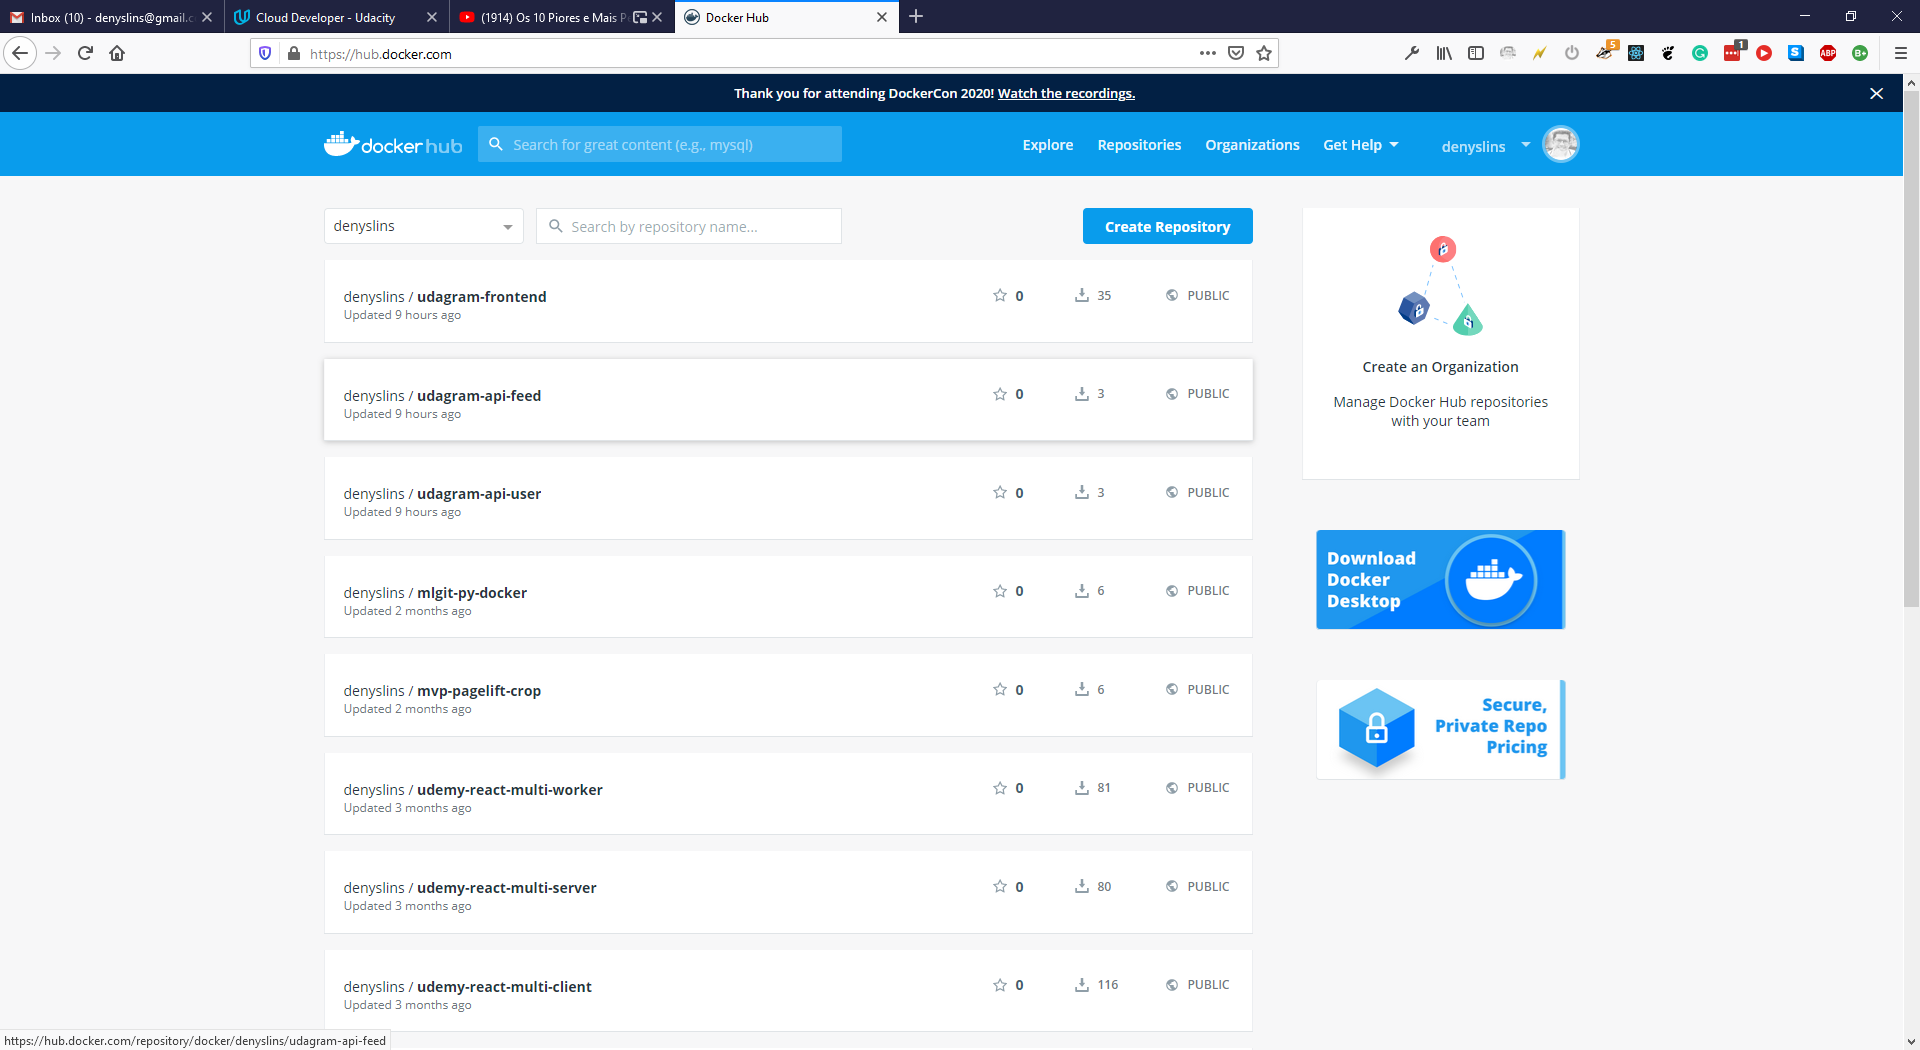 Inbox (10) - denyslins@gmail.c
Cloud Developer - Udacity
(1914) Os 10 Piores e Mais P
Docker Hub
https://hub.docker.com
5
1
S
ABP
B+
Thank you for attending DockerCon 2020! Watch the recordings.
docker hub
Search for great content (e.g., mysql)
Explore
Repositories
Organizations
Get Help
denyslins
denyslins
Search by repository name...
Create Repository
denyslins / udagram-frontend
0
35
PUBLIC
Updated 9 hours ago
denyslins / udagram-api-feed
0
3
PUBLIC
Updated 9 hours ago
denyslins / udagram-api-user
0
3
PUBLIC
Updated 9 hours ago
denyslins / mlgit-py-docker
0
6
PUBLIC
Updated 2 months ago
denyslins / mvp-pagelift-crop
0
6
PUBLIC
Updated 2 months ago
denyslins / udemy-react-multi-worker
0
81
PUBLIC
Updated 3 months ago
denyslins / udemy-react-multi-server
0
80
PUBLIC
Updated 3 months ago
denyslins / udemy-react-multi-client
0
116
PUBLIC
Updated 3 months ago
Create an Organization
Manage Docker Hub repositories
with your team
Download
Docker
Desktop
Secure,
Private Repo
Pricing
https://hub.docker.com/repository/docker/denyslins/udagram-api-feed